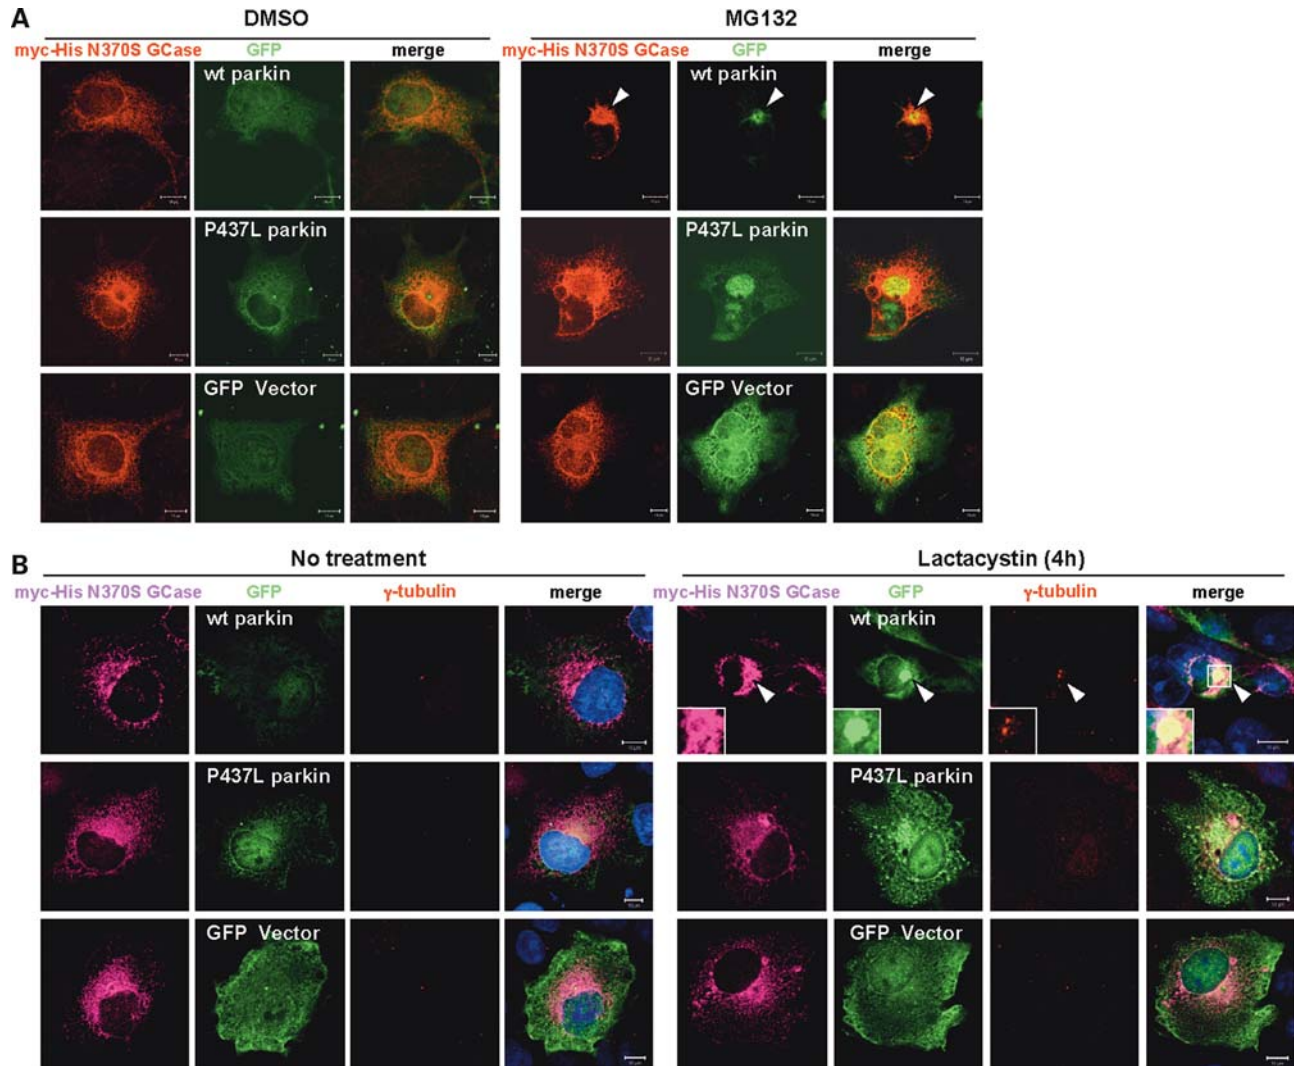 A
DMSO MG132
myc-His N370S GCase GFP merge myc-His N370S GCase GFP merge
wt parkin wt parkin
P437L parkin P437L parkin
GFP Vector GFP Vector
B
No treatment Lactacystin (4h)
myc-His N370S GCase GFP γ-tubulin merge myc-His N370S GCase GFP γ-tubulin merge
wt parkin wt parkin
P437L parkin P437L parkin
GFP Vector GFP Vector